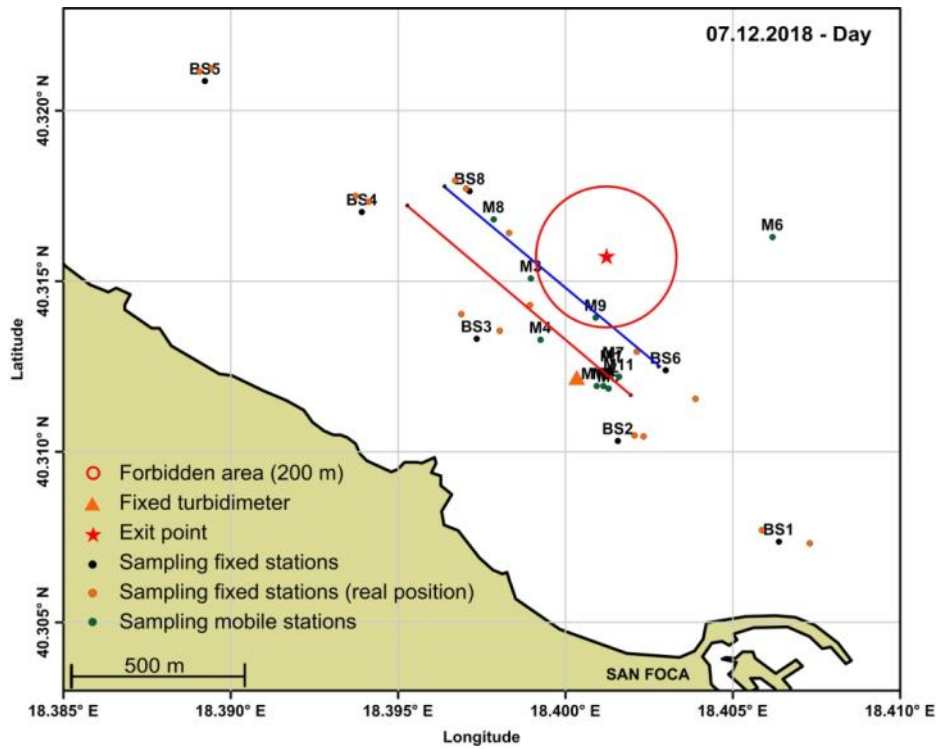 07.12.2018 - Day
BS5
BS8
BS4
M8
M6
M3
M9
BS3
M4
M7
BS6
M11
BS2
BS1
Forbidden area (200 m)
Fixed turbidimeter
Exit point
Sampling fixed stations
Sampling fixed stations (real position)
Sampling mobile stations
500 m
SAN FOCA
40.320° N
40.315° N
40.310° N
40.305° N
Latitude
18.385° E
18.390° E
18.395° E
18.400° E
18.405° E
18.410° E
Longitude